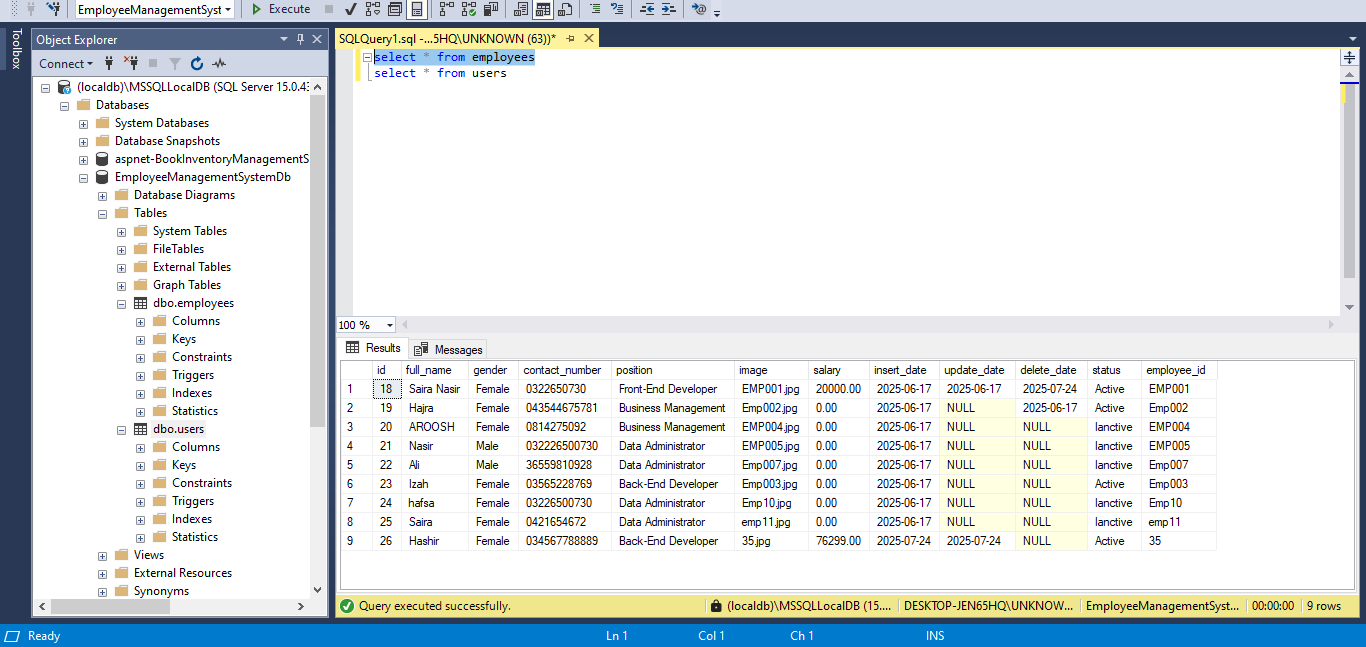 EmployeeManagementSyst
Execute
Toolbox
Object Explorer
Connect
(localdb)\MSSQLLocalDB (SQL Server 15.0.43
Databases
System Databases
Database Snapshots
aspnet-BookInventoryManagementS
EmployeeManagementSystemDb
Database Diagrams
Tables
System Tables
FileTables
External Tables
Graph Tables
dbo.employees
Columns
Keys
Constraints
Triggers
Indexes
Statistics
dbo.users
Columns
Keys
Constraints
Triggers
Indexes
Statistics
Views
External Resources
Synonyms
SQLQuery1.sql -...5HQ\UNKNOWN (63))*
select * from employees
select * from users
100 %
Results Messages
id full_name gender contact_number position image salary insert_date update_date delete_date status employee_id
1 18 Saira Nasir Female 0322650730 Front-End Developer EMP001.jpg 20000.00 2025-06-17 2025-06-17 2025-07-24 Active EMP001
2 19 Hajra Female 043544675781 Business Management Emp002.jpg 0.00 2025-06-17 NULL 2025-06-17 Active Emp002
3 20 AROOSH Female 0814275092 Business Management EMP004.jpg 0.00 2025-06-17 NULL NULL Ianctive EMP004
4 21 Nasir Male 032226500730 Data Administrator EMP005.jpg 0.00 2025-06-17 NULL NULL Ianctive EMP005
5 22 Ali Male 36559810928 Data Administrator Emp007.jpg 0.00 2025-06-17 NULL NULL Ianctive Emp007
6 23 Izah Female 03565228769 Back-End Developer Emp003.jpg 0.00 2025-06-17 NULL NULL Active Emp003
7 24 hafsa Female 03226500730 Data Administrator Emp10.jpg 0.00 2025-06-17 NULL NULL Ianctive Emp10
8 25 Saira Female 0421654672 Data Administrator emp11.jpg 0.00 2025-06-17 NULL NULL Ianctive emp11
9 26 Hashir Female 034567788889 Back-End Developer 35.jpg 76299.00 2025-07-24 2025-07-24 NULL Active 35
Query executed successfully. (localdb)\MSSQLLocalDB (15.... DESKTOP-JEN65HQ\UNKNOW... EmployeeManagementSyst... 00:00:00 9 rows
Ready Ln 1 Col 1 Ch 1 INS